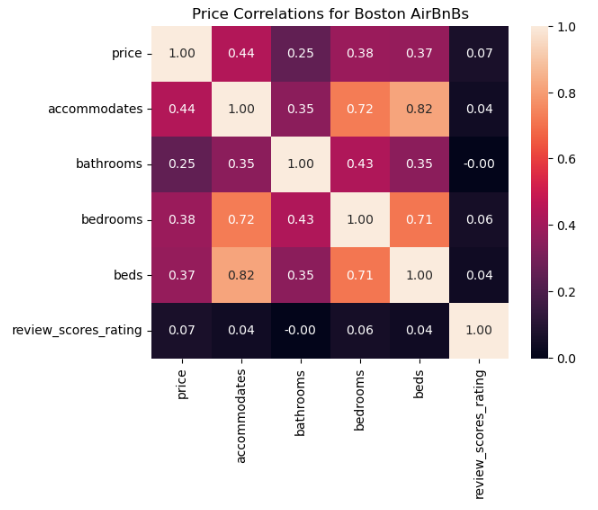 Price Correlations for Boston AirBnBs
price 1.00 0.44 0.25 0.38 0.37 0.07
accommodates 0.44 1.00 0.35 0.72 0.82 0.04
bathrooms 0.25 0.35 1.00 0.43 0.35 -0.00
bedrooms 0.38 0.72 0.43 1.00 0.71 0.06
beds 0.37 0.82 0.35 0.71 1.00 0.04
review_scores_rating 0.07 0.04 -0.00 0.06 0.04 1.00
price accommodates bathrooms bedrooms beds review_scores_rating
1.0
0.8
0.6
0.4
0.2
0.0